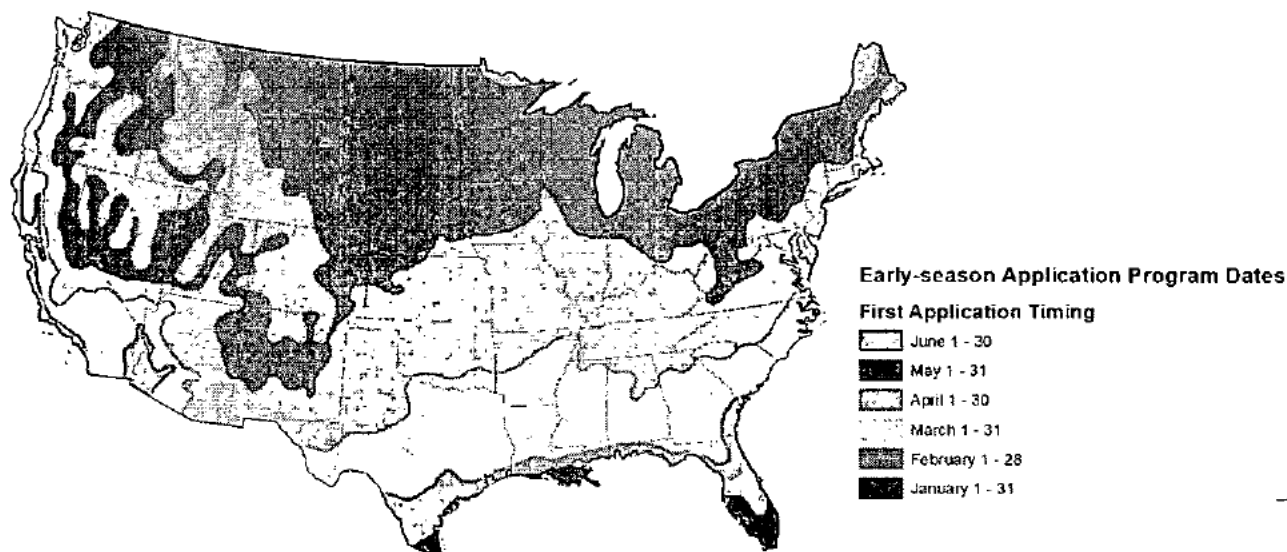 Early-season Application Program Dates
First Application Timing
June 1 - 30
May 1 - 31
April 1 - 30
March 1 - 31
February 1 - 28
January 1 - 31